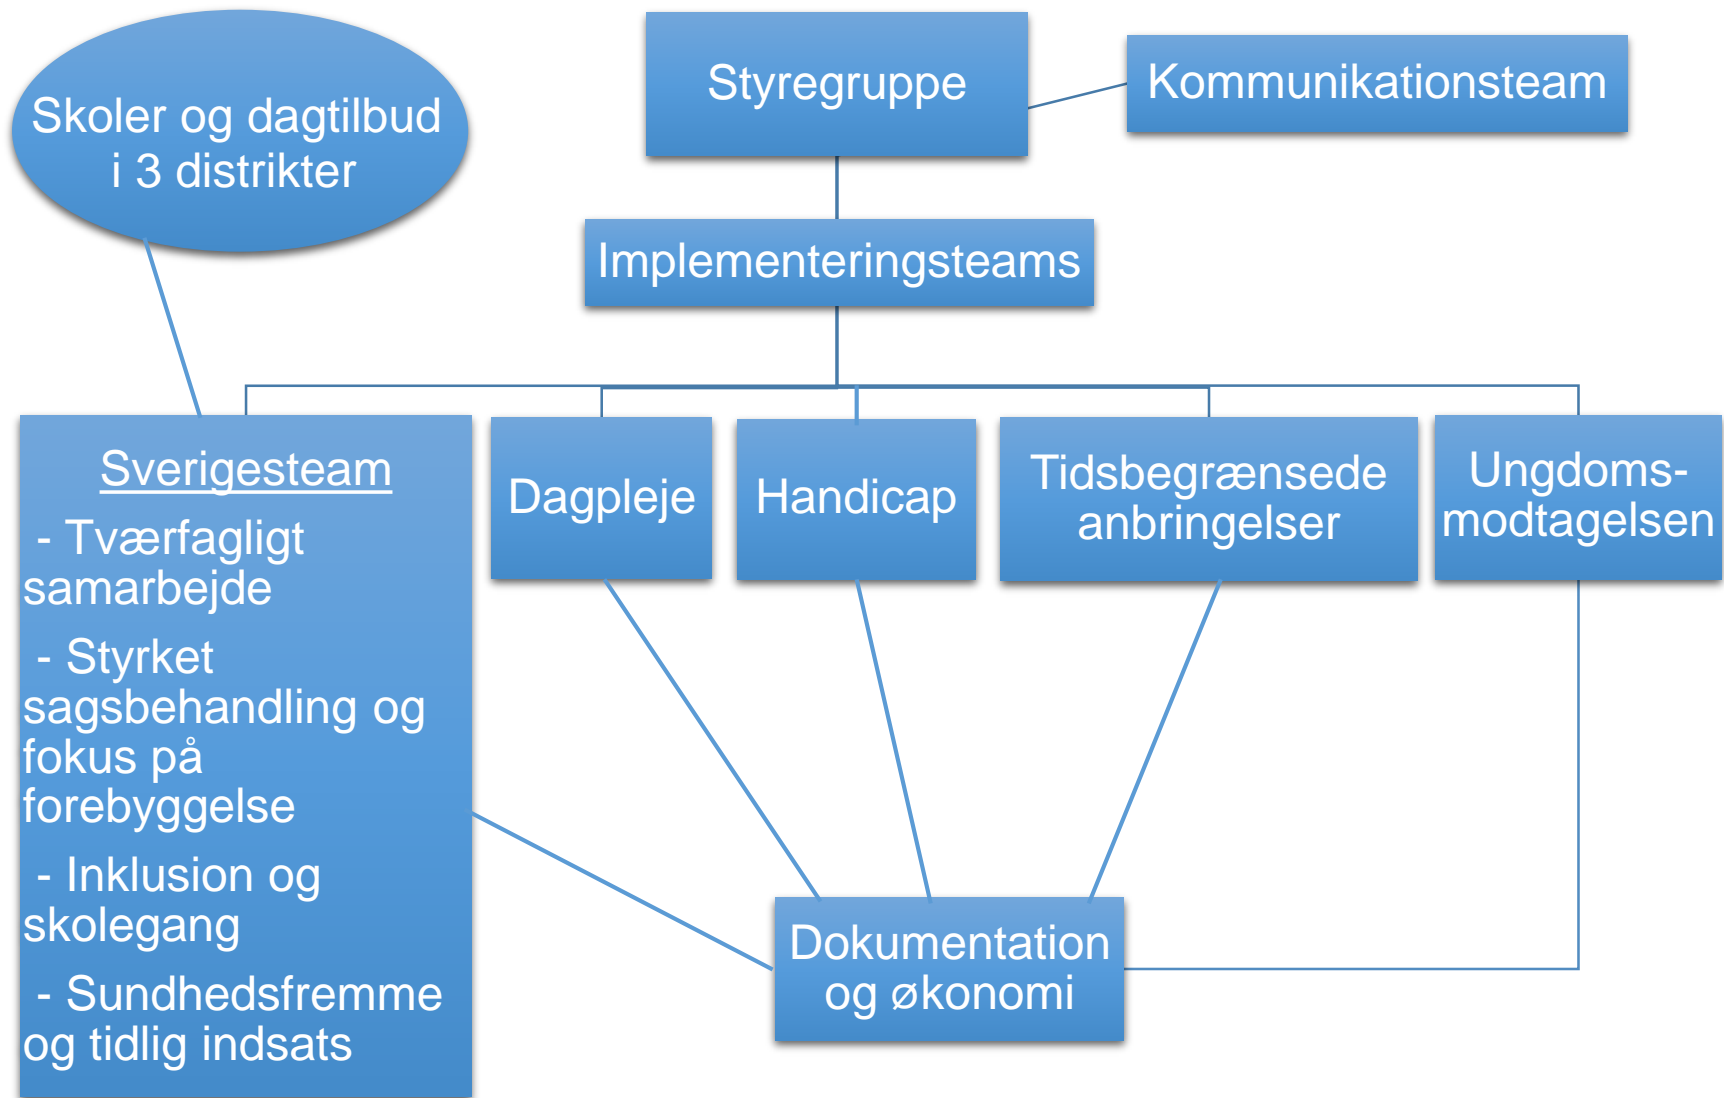 Skoler og dagtilbud
i 3 distrikter
Styregruppe
Kommunikationsteam
Implementeringsteams
Sverigesteam
- Tværfagligt
samarbejde
- Styrket
sagsbehandling og
fokus på
forebyggelse
- Inklusion og
skolegang
- Sundhedsfremme
og tidlig indsats
Dagpleje
Handicap
Tidsbegrænsede
anbringelser
Ungdoms-
modtagelsen
Dokumentation
og økonomi